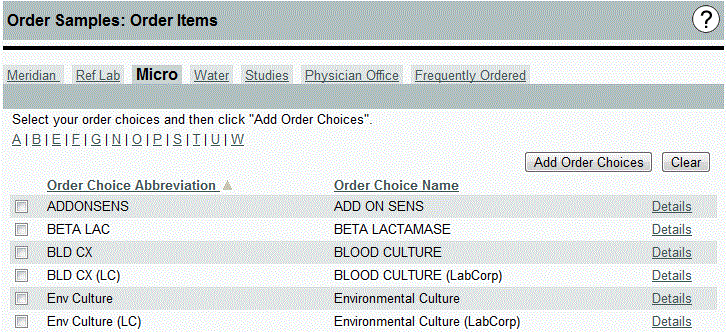 Order Samples: Order Items ?
Meridian Ref Lab Micro Water Studies Physician Office Frequently Ordered
Select your order choices and then click "Add Order Choices".
A | B | E | F | G | N | O | P | S | T | U | W
Add Order Choices Clear
Order Choice Abbreviation Order Choice Name
ADDONSENS ADD ON SENS Details
BETA LAC BETA LACTAMASE Details
BLD CX BLOOD CULTURE Details
BLD CX (LC) BLOOD CULTURE (LabCorp) Details
Env Culture Environmental Culture Details
Env Culture (LC) Environmental Culture (LabCorp) Details